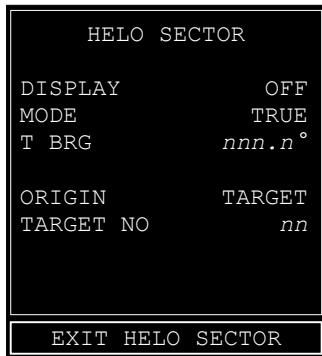 HELO SECTOR
DISPLAY OFF
MODE TRUE
T BRG nnn.n°
ORIGIN TARGET
TARGET NO nn
EXIT HELO SECTOR